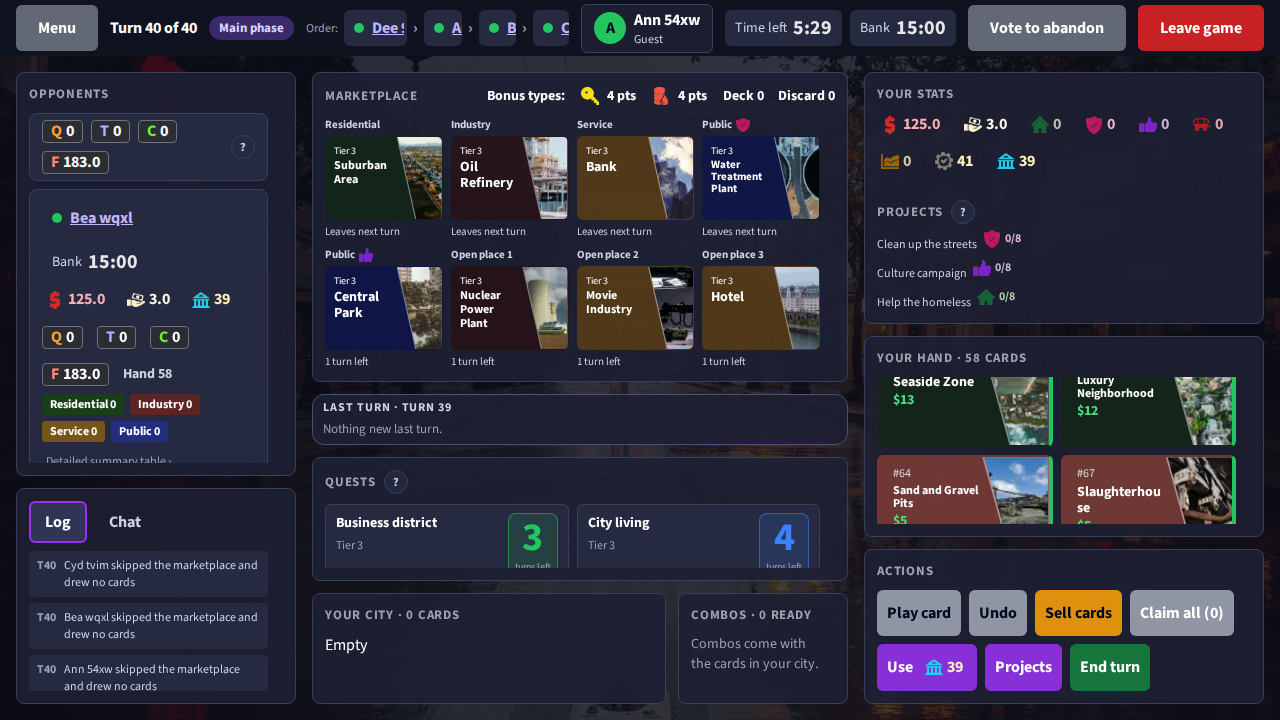 Menu
Turn 40 of 40
Main phase
Order:
Dee
›
A
›
B
›
C
A
Ann 54xw
Guest
Time left 5:29
Bank 15:00
Vote to abandon
Leave game
OPPONENTS
Q 0
T 0
C 0
F 183.0
?
Bea wqxl
Bank 15:00
125.0
3.0
39
Q 0
T 0
C 0
F 183.0
Hand 58
Residential 0
Industry 0
Service 0
Public 0
Detailed summary table ›
Log
Chat
T40 Cyd tvim skipped the marketplace and
drew no cards
T40 Bea wqxl skipped the marketplace and
drew no cards
T40 Ann 54xw skipped the marketplace
and drew no cards
MARKETPLACE
Bonus types:
4 pts
4 pts
Deck 0
Discard 0
Residential
Industry
Service
Public
Tier 3
Suburban
Area
Tier 3
Oil
Refinery
Tier 3
Bank
Tier 3
Water
Treatment
Plant
Leaves next turn
Leaves next turn
Leaves next turn
Leaves next turn
Public
Open place 1
Open place 2
Open place 3
Tier 3
Central
Park
Tier 3
Nuclear
Power
Plant
Tier 3
Movie
Industry
Tier 3
Hotel
1 turn left
1 turn left
1 turn left
1 turn left
LAST TURN · TURN 39
Nothing new last turn.
QUESTS
?
Business district
Tier 3
3
turns left
City living
Tier 3
4
turns left
YOUR CITY · 0 CARDS
Empty
COMBOS · 0 READY
Combos come with
the cards in your city.
YOUR STATS
125.0
3.0
0
0
0
0
0
41
39
PROJECTS
?
Clean up the streets
0/8
Culture campaign
0/8
Help the homeless
0/8
YOUR HAND · 58 CARDS
Seaside Zone
$13
Luxury
Neighborhood
$12
#64
Sand and Gravel
Pits
$5
#67
Slaughterhou
se
$5
ACTIONS
Play card
Undo
Sell cards
Claim all (0)
Use
39
Projects
End turn